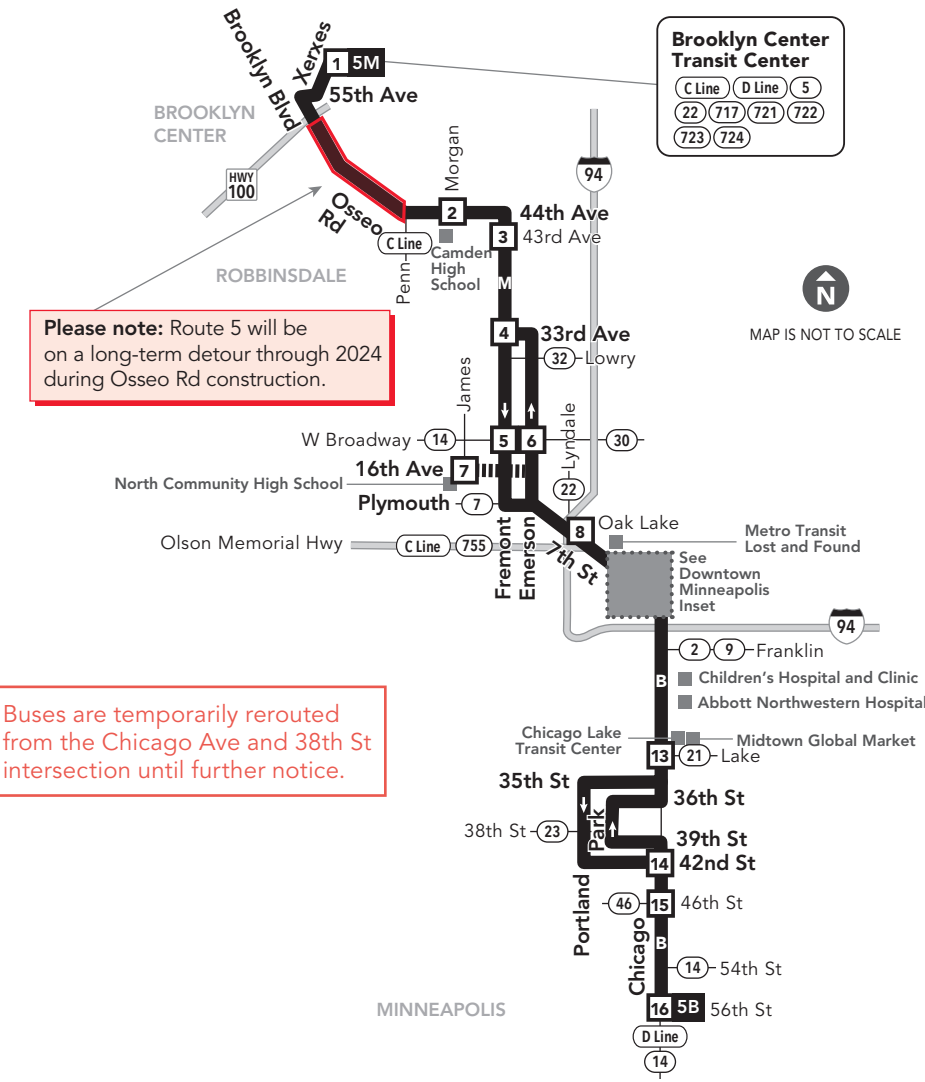 Brooklyn Center
Transit Center
C Line D Line 5
22 717 721 722
723 724
Brooklyn Blvd
Xerxes
1 5M
55th Ave
BROOKLYN
CENTER
HWY
100
94
Morgan
Osseo
Rd
2
44th Ave
3
43rd Ave
C Line
Penn
Camden
High
School
ROBBINSDALE
M
N
MAP IS NOT TO SCALE
Please note: Route 5 will be
on a long-term detour through 2024
during Osseo Rd construction.
4
33rd Ave
32 Lowry
James
Lyndale
W Broadway 14
5 6
30
16th Ave
7
North Community High School
22
Plymouth 7
8
Oak Lake
Metro Transit
Lost and Found
Olson Memorial Hwy C Line 755
Fremont
Emerson
7th St
See
Downtown
Minneapolis
Inset
94
2 9 Franklin
B
Children's Hospital and Clinic
Abbott Northwestern Hospital
Buses are temporarily rerouted
from the Chicago Ave and 38th St
intersection until further notice.
Chicago Lake
Transit Center
Midtown Global Market
13
21 Lake
35th St
36th St
38th St 23
Park
39th St
14
42nd St
Portland
46
15
46th St
Chicago
B
14 54th St
MINNEAPOLIS
16 5B 56th St
D Line
14